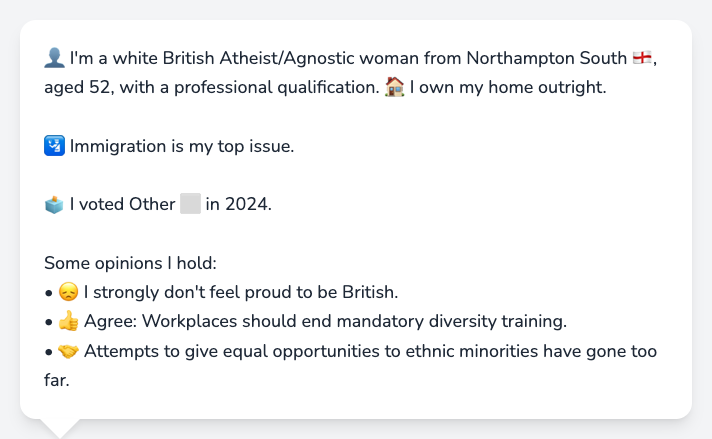 👤 I'm a white British Atheist/Agnostic woman from Northampton South 🏴󠁧󠁢󠁥󠁮󠁧󠁿,
aged 52, with a professional qualification. 🏠 I own my home outright.
🛂 Immigration is my top issue.
🗳️ I voted Other ⬜ in 2024.
Some opinions I hold:
• 😞 I strongly don't feel proud to be British.
• 👍 Agree: Workplaces should end mandatory diversity training.
• 🤝 Attempts to give equal opportunities to ethnic minorities have gone too
far.